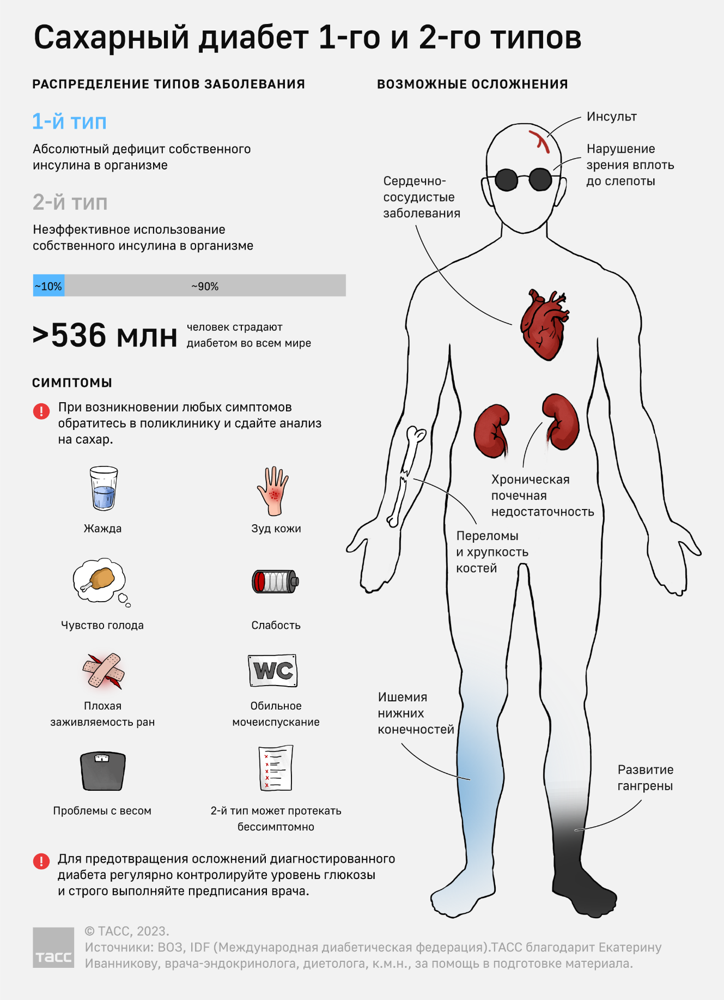 Сахарный диабет 1-го и 2-го типов
РАСПРЕДЕЛЕНИЕ ТИПОВ ЗАБОЛЕВАНИЯ
1-й тип
Абсолютный дефицит собственного
инсулина в организме
2-й тип
Неэффективное использование
собственного инсулина в организме
~10%
~90%
>536 млн
человек страдают
диабетом во всем мире
СИМПТОМЫ
!
При возникновении любых симптомов
обратитесь в поликлинику и сдайте анализ
на сахар.
Жажда
Зуд кожи
Чувство голода
Слабость
Плохая
заживляемость ран
WC
Обильное
мочеиспускание
Проблемы с весом
2-й тип может протекать
бессимптомно
!
Для предотвращения осложнений диагностированного
диабета регулярно контролируйте уровень глюкозы
и строго выполняйте предписания врача.
ВОЗМОЖНЫЕ ОСЛОЖНЕНИЯ
Инсульт
Нарушение
зрения вплоть
до слепоты
Сердечно-
сосудистые
заболевания
Хроническая
почечная
недостаточность
Переломы
и хрупкость
костей
Ишемия
нижних
конечностей
Развитие
гангрены
тасс
© ТАСС, 2023.
Источники: ВОЗ, IDF (Международная диабетическая федерация).ТАСС благодарит Екатерину
Иванникову, врача-эндокринолога, диетолога, к.м.н., за помощь в подготовке материала.